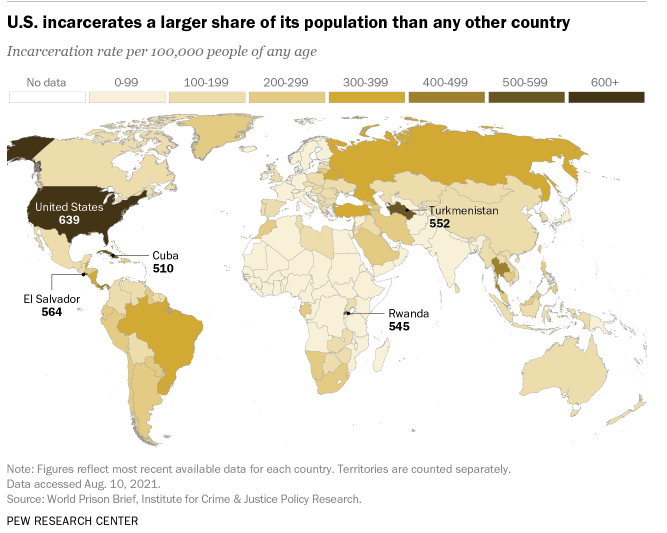 U.S. incarcerates a larger share of its population than any other country
Incarceration rate per 100,000 people of any age
No data 0-99 100-199 200-299 300-399 400-499 500-599 600+
United States
639
Turkmenistan
552
Cuba
510
El Salvador
564
Rwanda
545
Note: Figures reflect most recent available data for each country. Territories are counted separately.
Data accessed Aug. 10, 2021.
Source: World Prison Brief, Institute for Crime & Justice Policy Research.
PEW RESEARCH CENTER